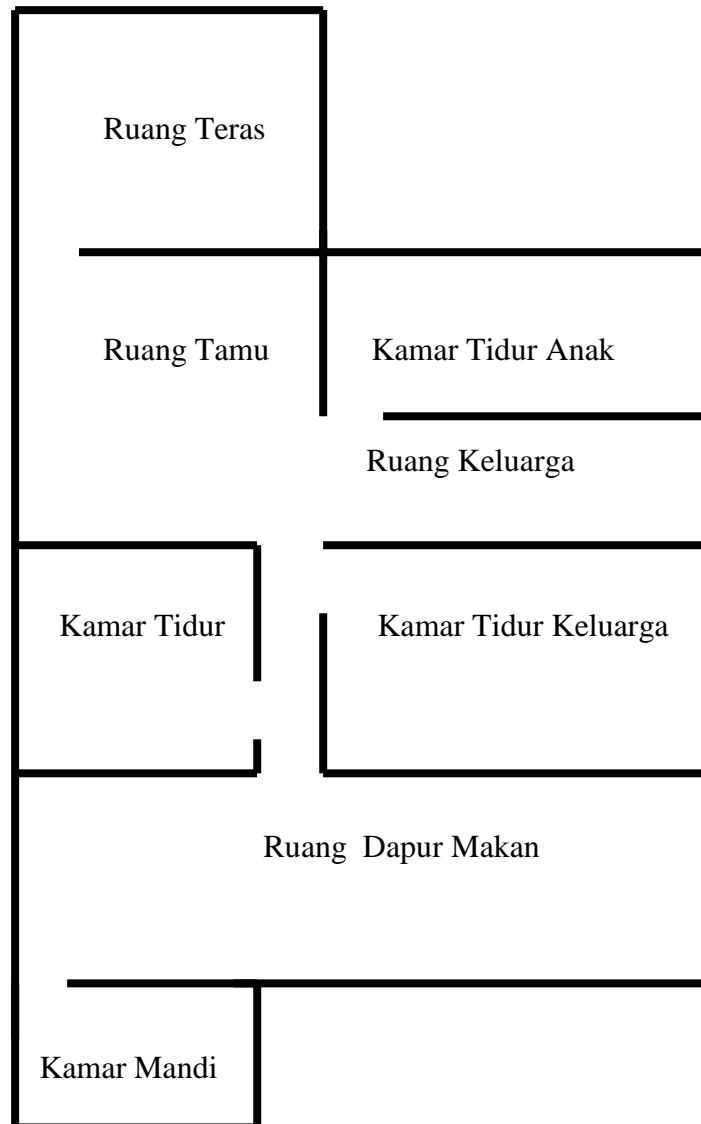 Ruang Teras
Ruang Tamu
Kamar Tidur Anak
Ruang Keluarga
Kamar Tidur
Kamar Tidur Keluarga
Ruang  Dapur Makan
Kamar Mandi